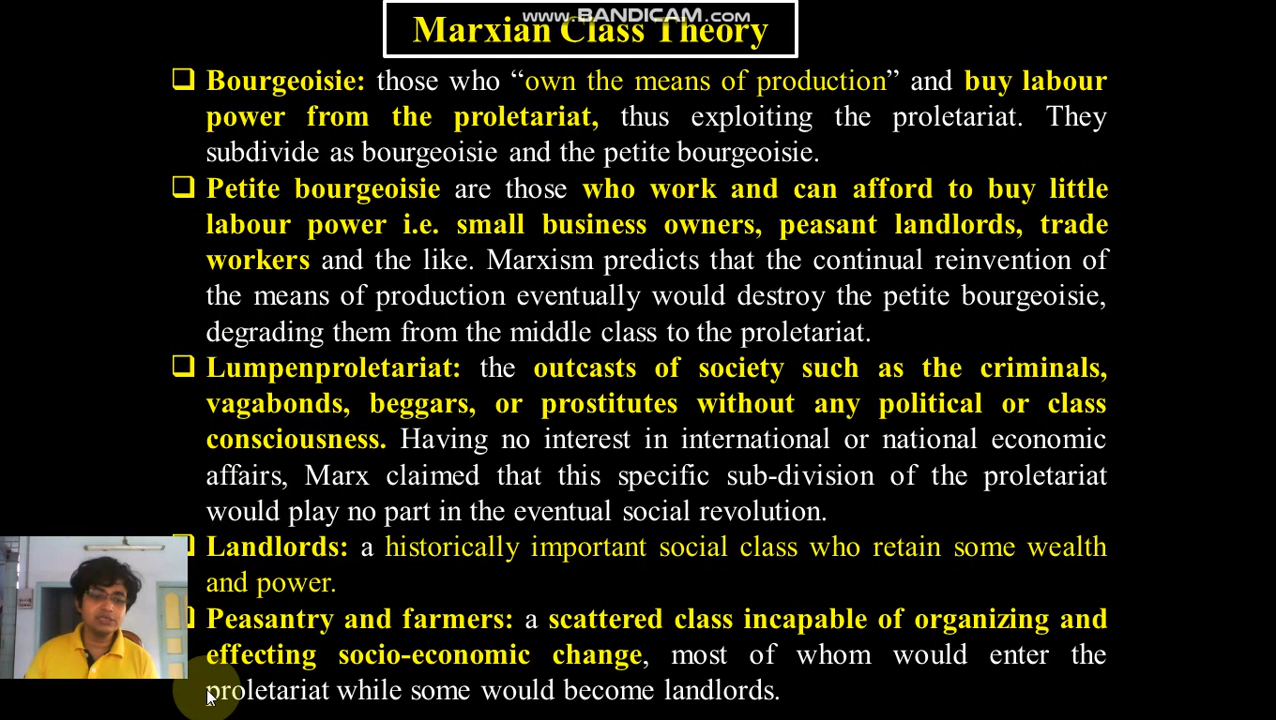 www.BANDICAM.com
Marxian Class Theory
❑ Bourgeoisie: those who “own the means of production” and buy labour
power from the proletariat, thus exploiting the proletariat. They
subdivide as bourgeoisie and the petite bourgeoisie.
❑ Petite bourgeoisie are those who work and can afford to buy little
labour power i.e. small business owners, peasant landlords, trade
workers and the like. Marxism predicts that the continual reinvention of
the means of production eventually would destroy the petite bourgeoisie,
degrading them from the middle class to the proletariat.
❑ Lumpenproletariat: the outcasts of society such as the criminals,
vagabonds, beggars, or prostitutes without any political or class
consciousness. Having no interest in international or national economic
affairs, Marx claimed that this specific sub-division of the proletariat
would play no part in the eventual social revolution.
❑ Landlords: a historically important social class who retain some wealth
and power.
❑ Peasantry and farmers: a scattered class incapable of organizing and
effecting socio-economic change, most of whom would enter the
proletariat while some would become landlords.